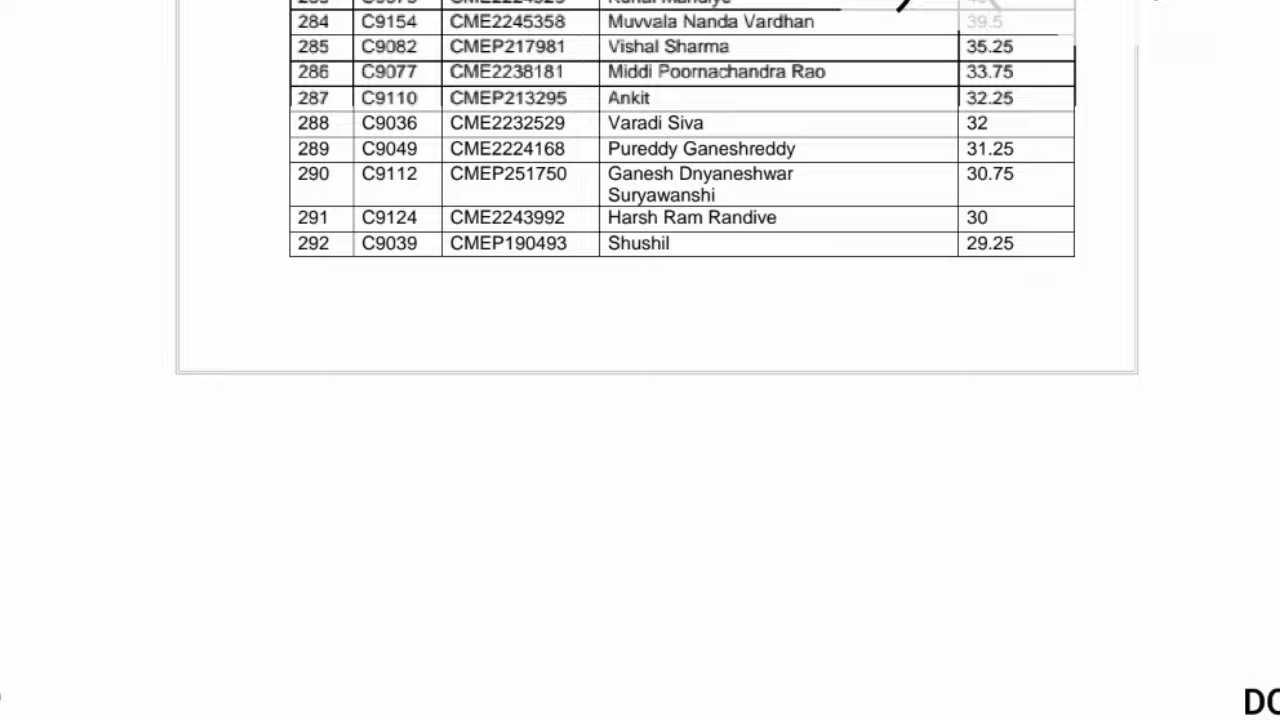 284 C9154 CME2245358 Muvvala Nanda Vardhan 39.5
285 C9082 CMEP217981 Vishal Sharma 35.25
286 C9077 CME2238181 Middi Poornachandra Rao 33.75
287 C9110 CMEP213295 Ankit 32.25
288 C9036 CME2232529 Varadi Siva 32
289 C9049 CME2224168 Pureddy Ganeshreddy 31.25
290 C9112 CMEP251750 Ganesh Dnyaneshwar 30.75
Suryawanshi
291 C9124 CME2243992 Harsh Ram Randive 30
292 C9039 CMEP190493 Shushil 29.25